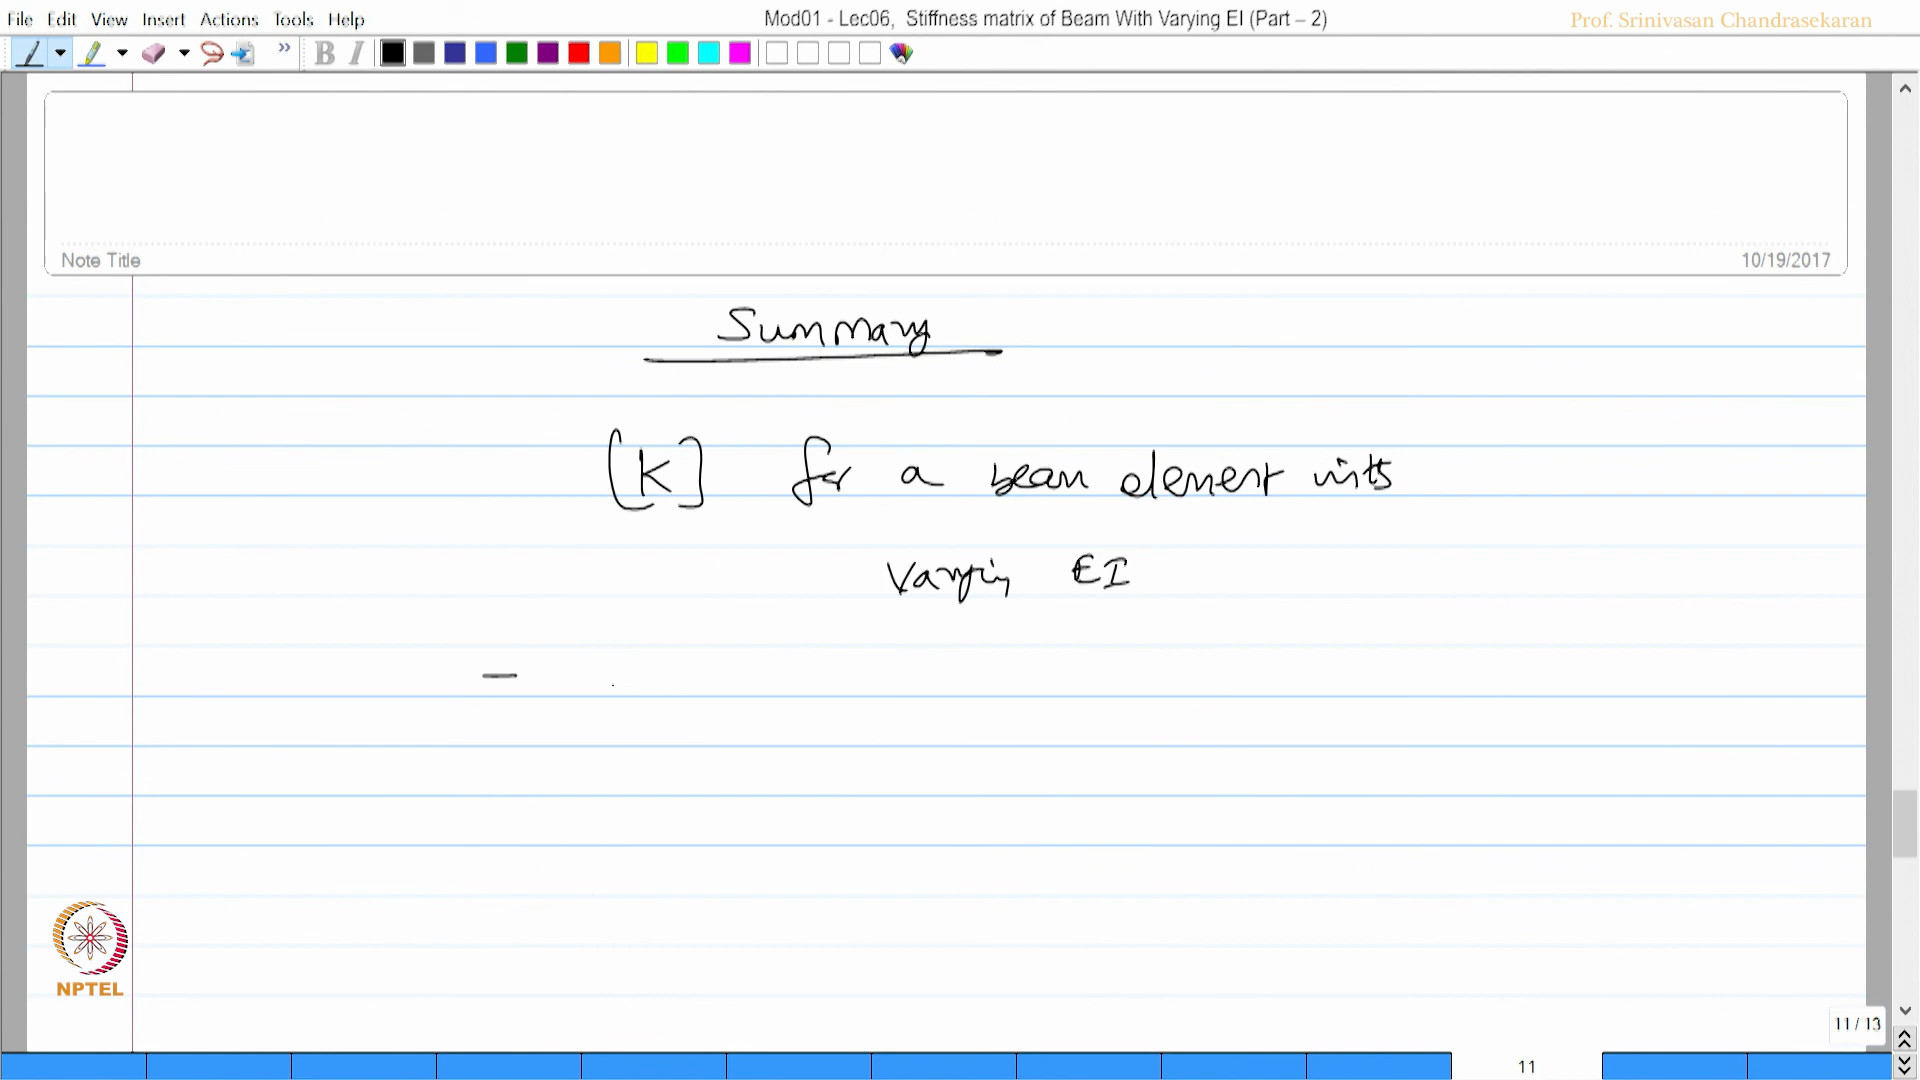 File Edit View Insert Actions Tools Help
Mod01 - Lec06, Stiffness matrix of Beam With Varying EI (Part – 2)
Prof. Srinivasan Chandrasekaran
» B I
Note Title
10/19/2017
Summary
[K] for a beam element with
Varying EI
—
NPTEL
11 / 13
11